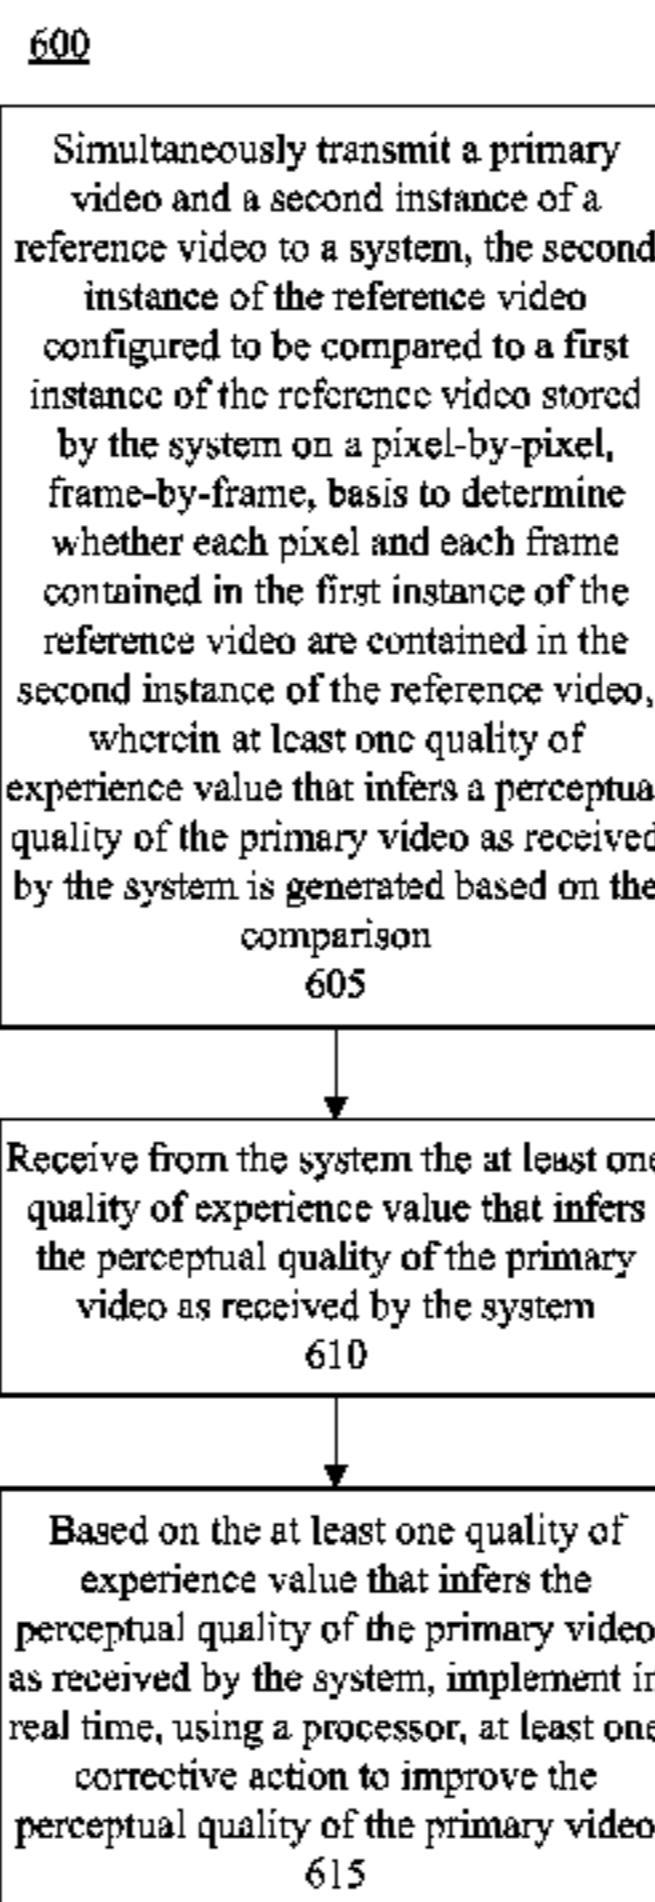 600
Simultaneously transmit a primary
video and a second instance of a
reference video to a system, the second
instance of the reference video
configured to be compared to a first
instance of the reference video stored
by the system on a pixel-by-pixel,
frame-by-frame, basis to determine
whether each pixel and each frame
contained in the first instance of the
reference video are contained in the
second instance of the reference video,
wherein at least one quality of
experience value that infers a perceptua
quality of the primary video as received
by the system is generated based on the
comparison
605
Receive from the system the at least one
quality of experience value that infers
the perceptual quality of the primary
video as received by the system
610
Based on the at least one quality of
experience value that infers the
perceptual quality of the primary video
as received by the system, implement in
real time, using a processor, at least one
corrective action to improve the
perceptual quality of the primary video
615